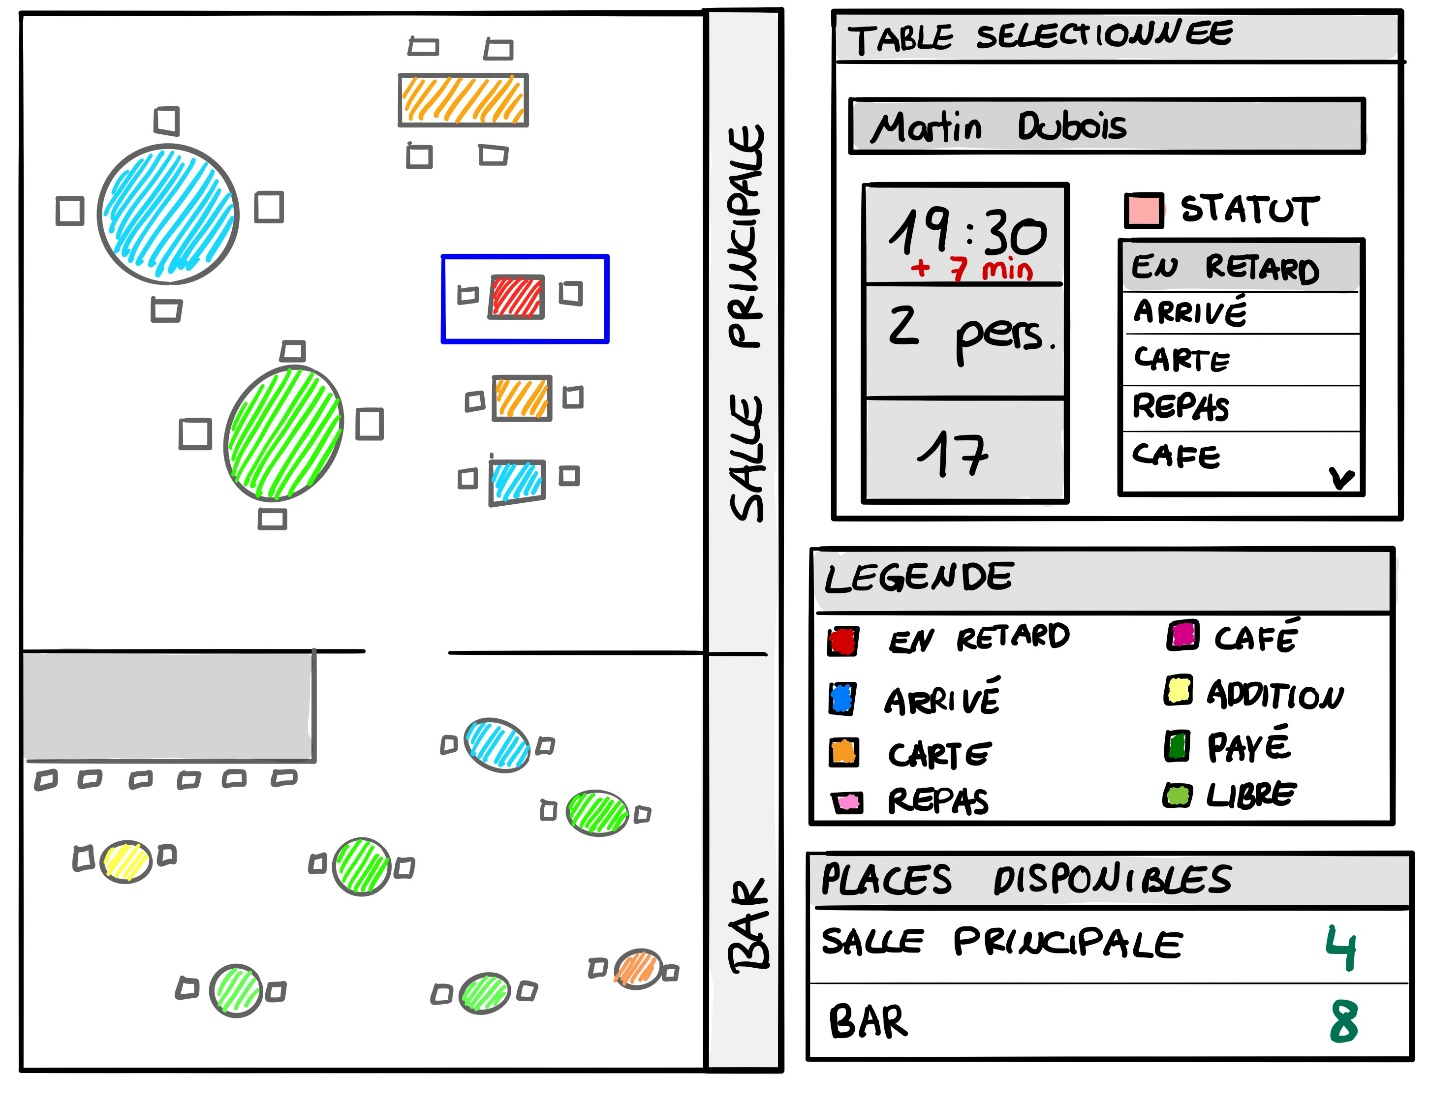 SALLE PRINCIPALE
BAR
TABLE SELECTIONNEE
Martin Dubois
19:30
+ 7 min
2 pers.
17
STATUT
EN RETARD
ARRIVÉ
CARTE
REPAS
CAFE
LEGENDE
EN RETARD
ARRIVÉ
CARTE
REPAS
CAFÉ
ADDITION
PAYÉ
LIBRE
PLACES DISPONIBLES
SALLE PRINCIPALE 4
BAR 8